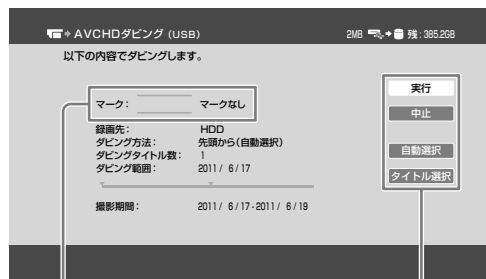 AVCHDダビング (USB)
2MB 残: 385.2GB
以下の内容でダビングします。
マーク: マークなし
録画先: HDD
ダビング方法: 先頭から(自動選択)
ダビングタイトル数: 1
ダビング範囲: 2011/ 6/17
撮影期間: 2011/ 6/17-2011/ 6/19
実行
中止
自動選択
タイトル選択